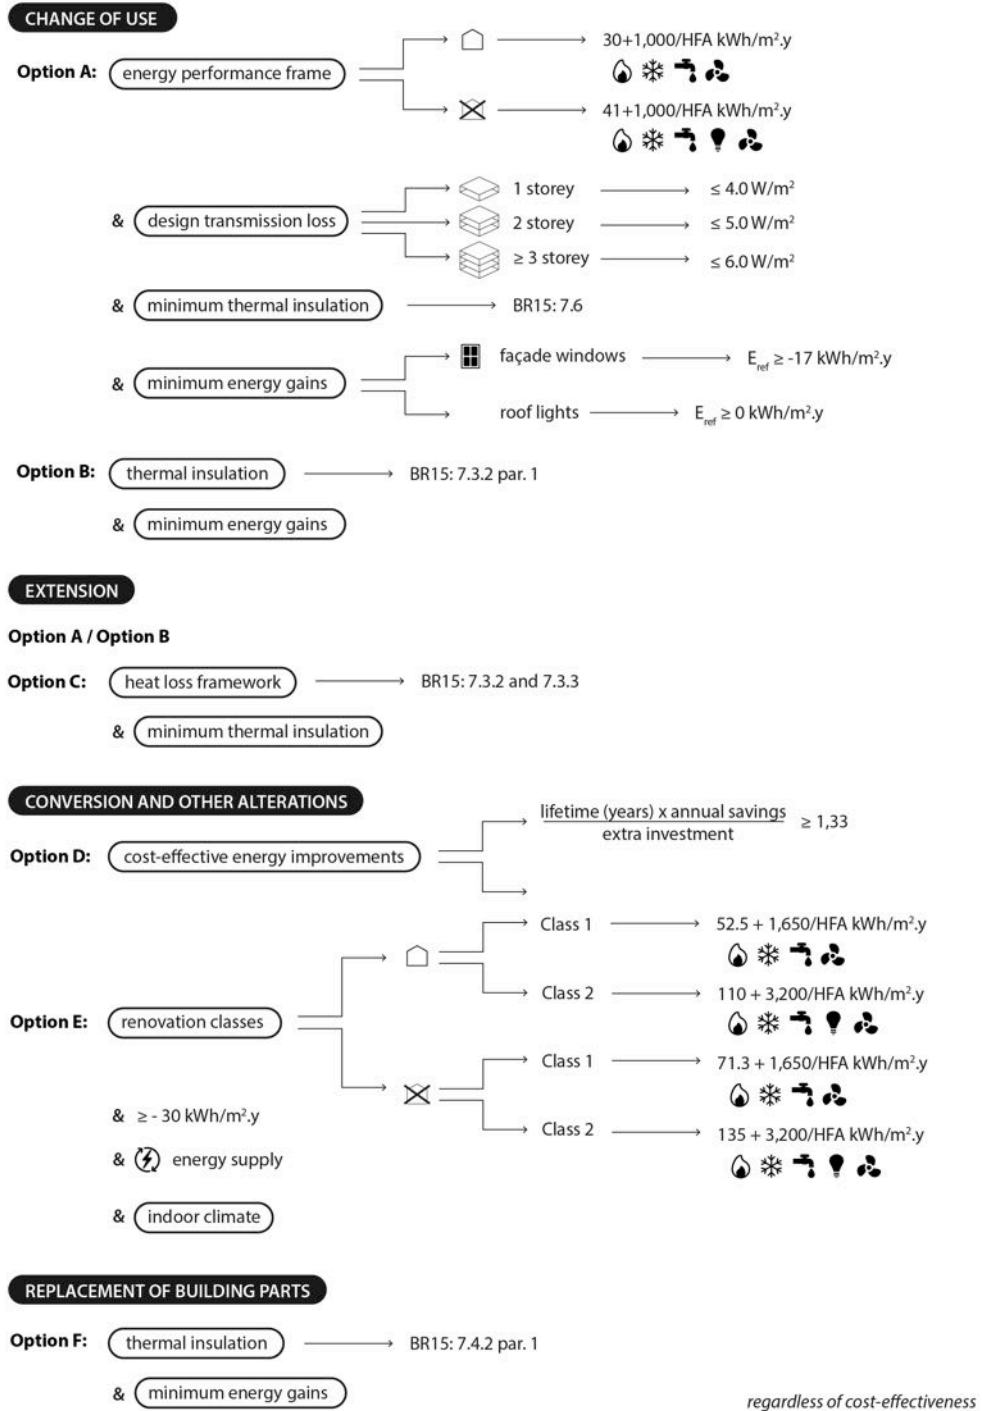 CHANGE OF USE
Option A: energy performance frame
30+1,000/HFA kWh/m².y
41+1,000/HFA kWh/m².y
& design transmission loss
1 storey ≤ 4.0 W/m²
2 storey ≤ 5.0 W/m²
≥ 3 storey ≤ 6.0 W/m²
& minimum thermal insulation BR15: 7.6
& minimum energy gains
façade windows E_ref ≥ -17 kWh/m².y
roof lights E_ref ≥ 0 kWh/m².y
Option B: thermal insulation BR15: 7.3.2 par. 1
& minimum energy gains
EXTENSION
Option A / Option B
Option C: heat loss framework BR15: 7.3.2 and 7.3.3
& minimum thermal insulation
CONVERSION AND OTHER ALTERATIONS
Option D: cost-effective energy improvements
lifetime (years) x annual savings
extra investment
≥ 1,33
Option E: renovation classes
Class 1 52.5 + 1,650/HFA kWh/m².y
Class 2 110 + 3,200/HFA kWh/m².y
Class 1 71.3 + 1,650/HFA kWh/m².y
Class 2 135 + 3,200/HFA kWh/m².y
& ≥ - 30 kWh/m².y
& energy supply
& indoor climate
REPLACEMENT OF BUILDING PARTS
Option F: thermal insulation BR15: 7.4.2 par. 1
& minimum energy gains
regardless of cost-effectiveness